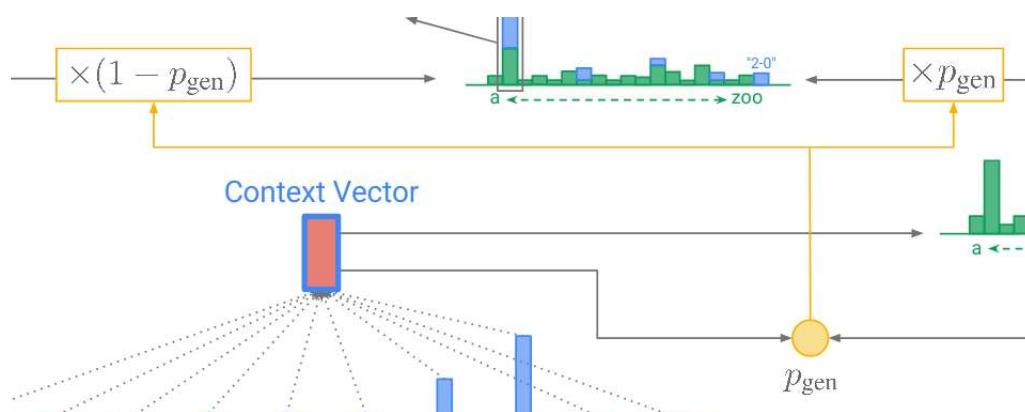 ×(1 − p_gen)
"2-0"
×p_gen
a
zoo
Context Vector
a
p_gen